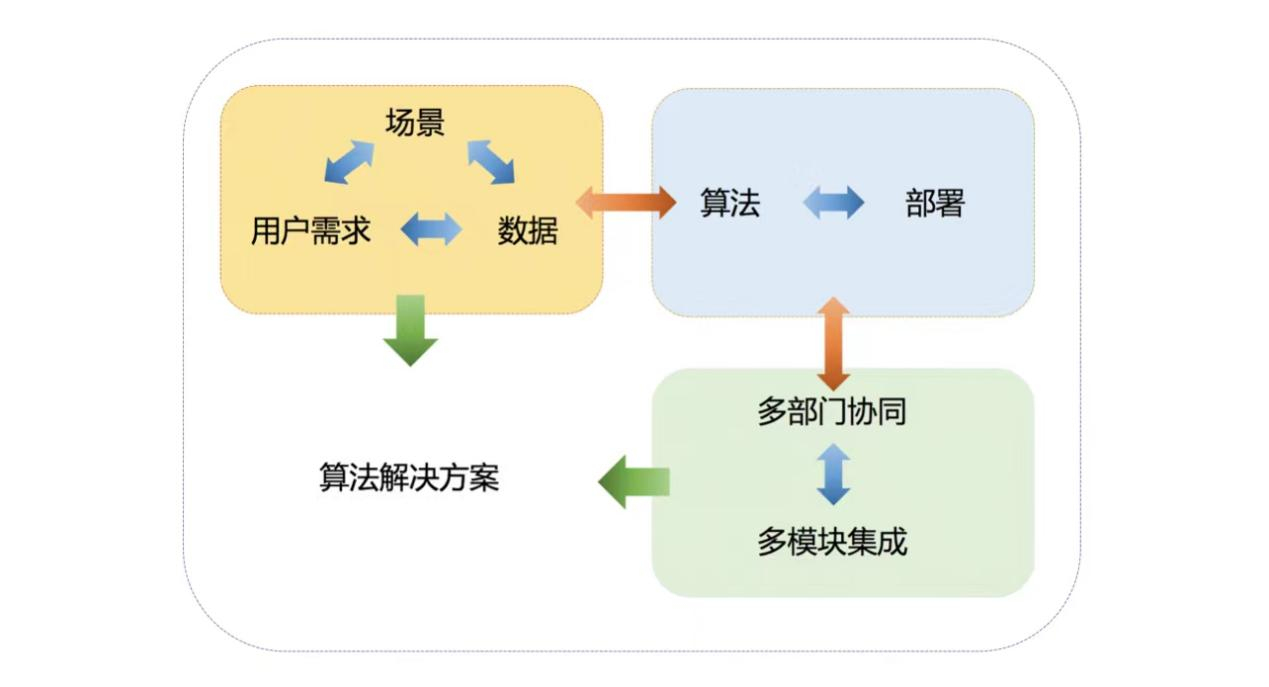 场景
用户需求
数据
算法
部署
多部门协同
多模块集成
算法解决方案